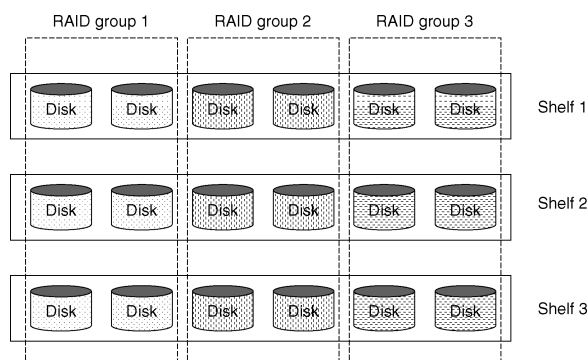 RAID group 1 RAID group 2 RAID group 3
Disk Disk Disk Disk Disk Disk Shelf 1
Disk Disk Disk Disk Disk Disk Shelf 2
Disk Disk Disk Disk Disk Disk Shelf 3